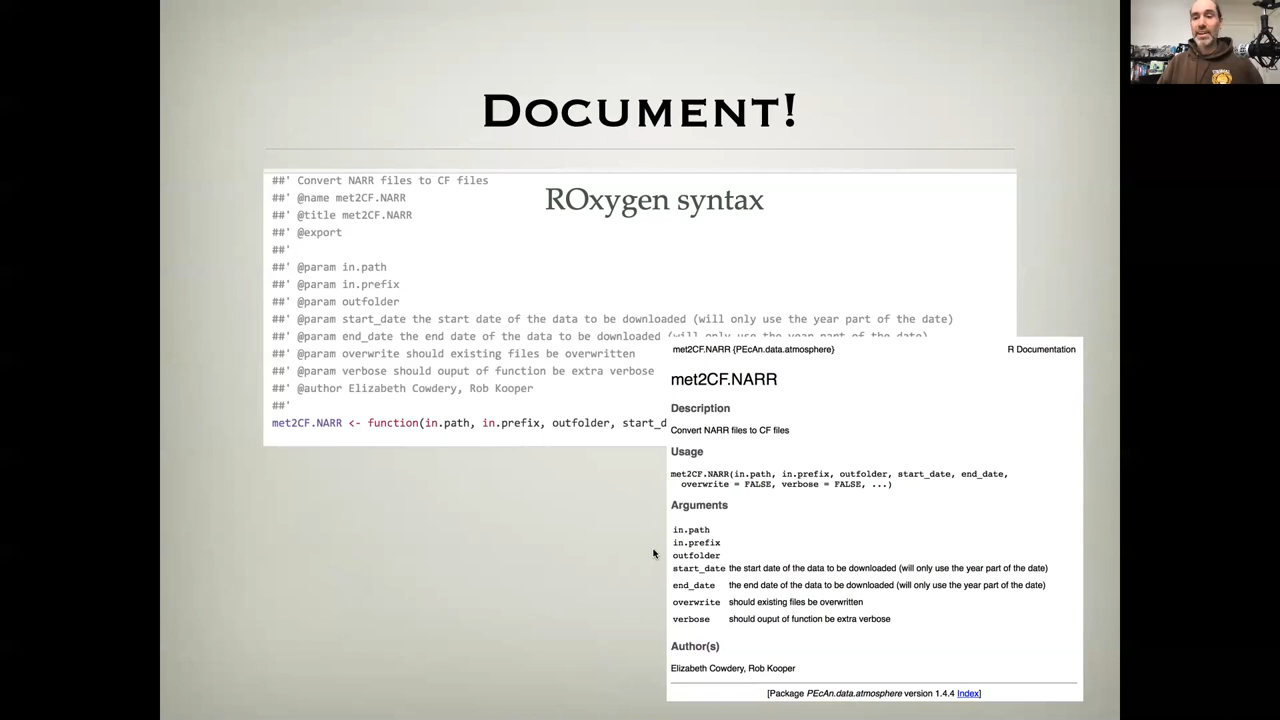 DOCUMENT!
ROxygen syntax
##' Convert NARR files to CF files
##' @name met2CF.NARR
##' @title met2CF.NARR
##' @export
##'
##' @param in.path
##' @param in.prefix
##' @param outfolder
##' @param start_date the start date of the data to be downloaded (will only use the year part of the date)
##' @param end_date the end date of the data to be downloaded (will only use the year part of the date)
##' @param overwrite should existing files be overwritten
##' @param verbose should ouput of function be extra verbose
##' @author Elizabeth Cowdery, Rob Kooper
##'
met2CF.NARR <- function(in.path, in.prefix, outfolder, start_d
met2CF.NARR {PEcAn.data.atmosphere} R Documentation
met2CF.NARR
Description
Convert NARR files to CF files
Usage
met2CF.NARR(in.path, in.prefix, outfolder, start_date, end_date,
overwrite = FALSE, verbose = FALSE, ...)
Arguments
in.path
in.prefix
outfolder
start_date the start date of the data to be downloaded (will only use the year part of the date)
end_date the end date of the data to be downloaded (will only use the year part of the date)
overwrite should existing files be overwritten
verbose should ouput of function be extra verbose
Author(s)
Elizabeth Cowdery, Rob Kooper
[Package PEcAn.data.atmosphere version 1.4.4 Index]